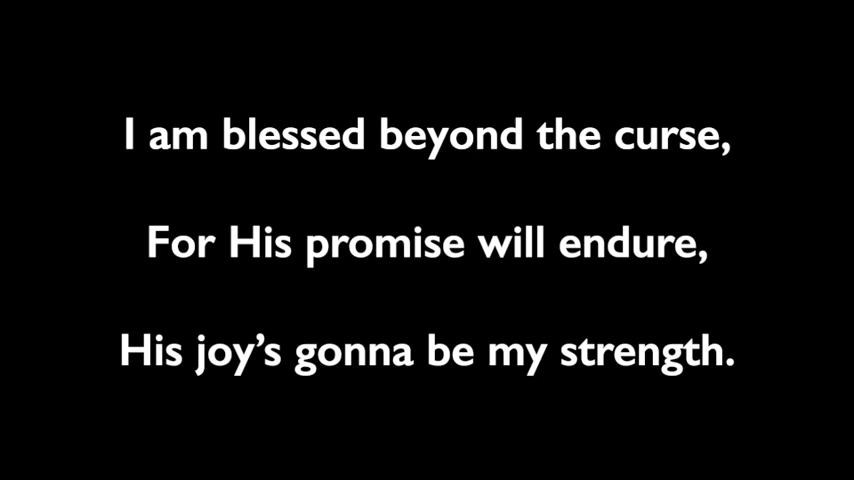 I am blessed beyond the curse,
For His promise will endure,
His joy’s gonna be my strength.